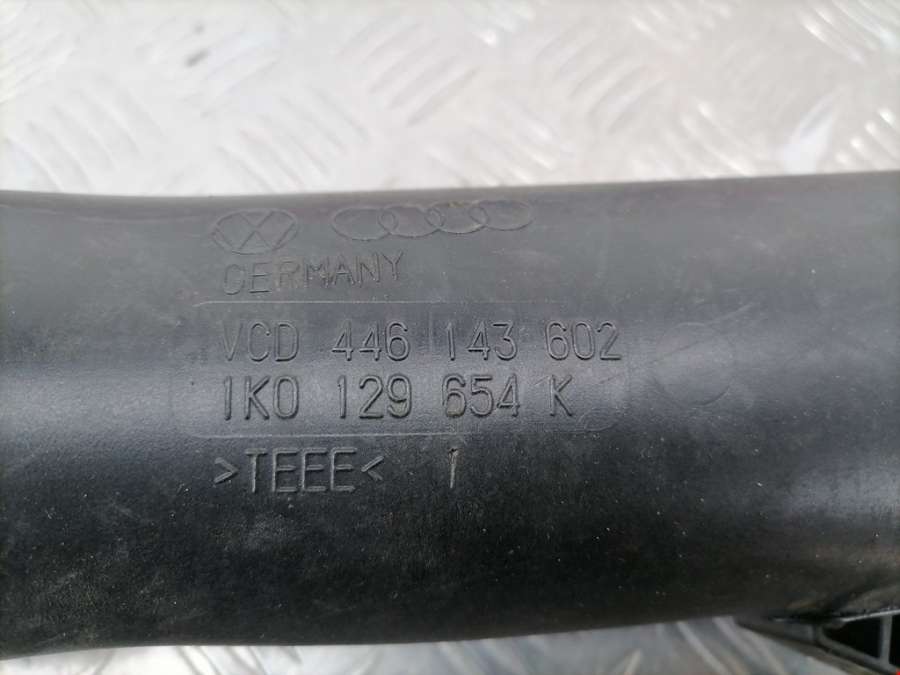 GERMANY
VCD 446 143 602
1K0 129 654 K
>TEEE< 1